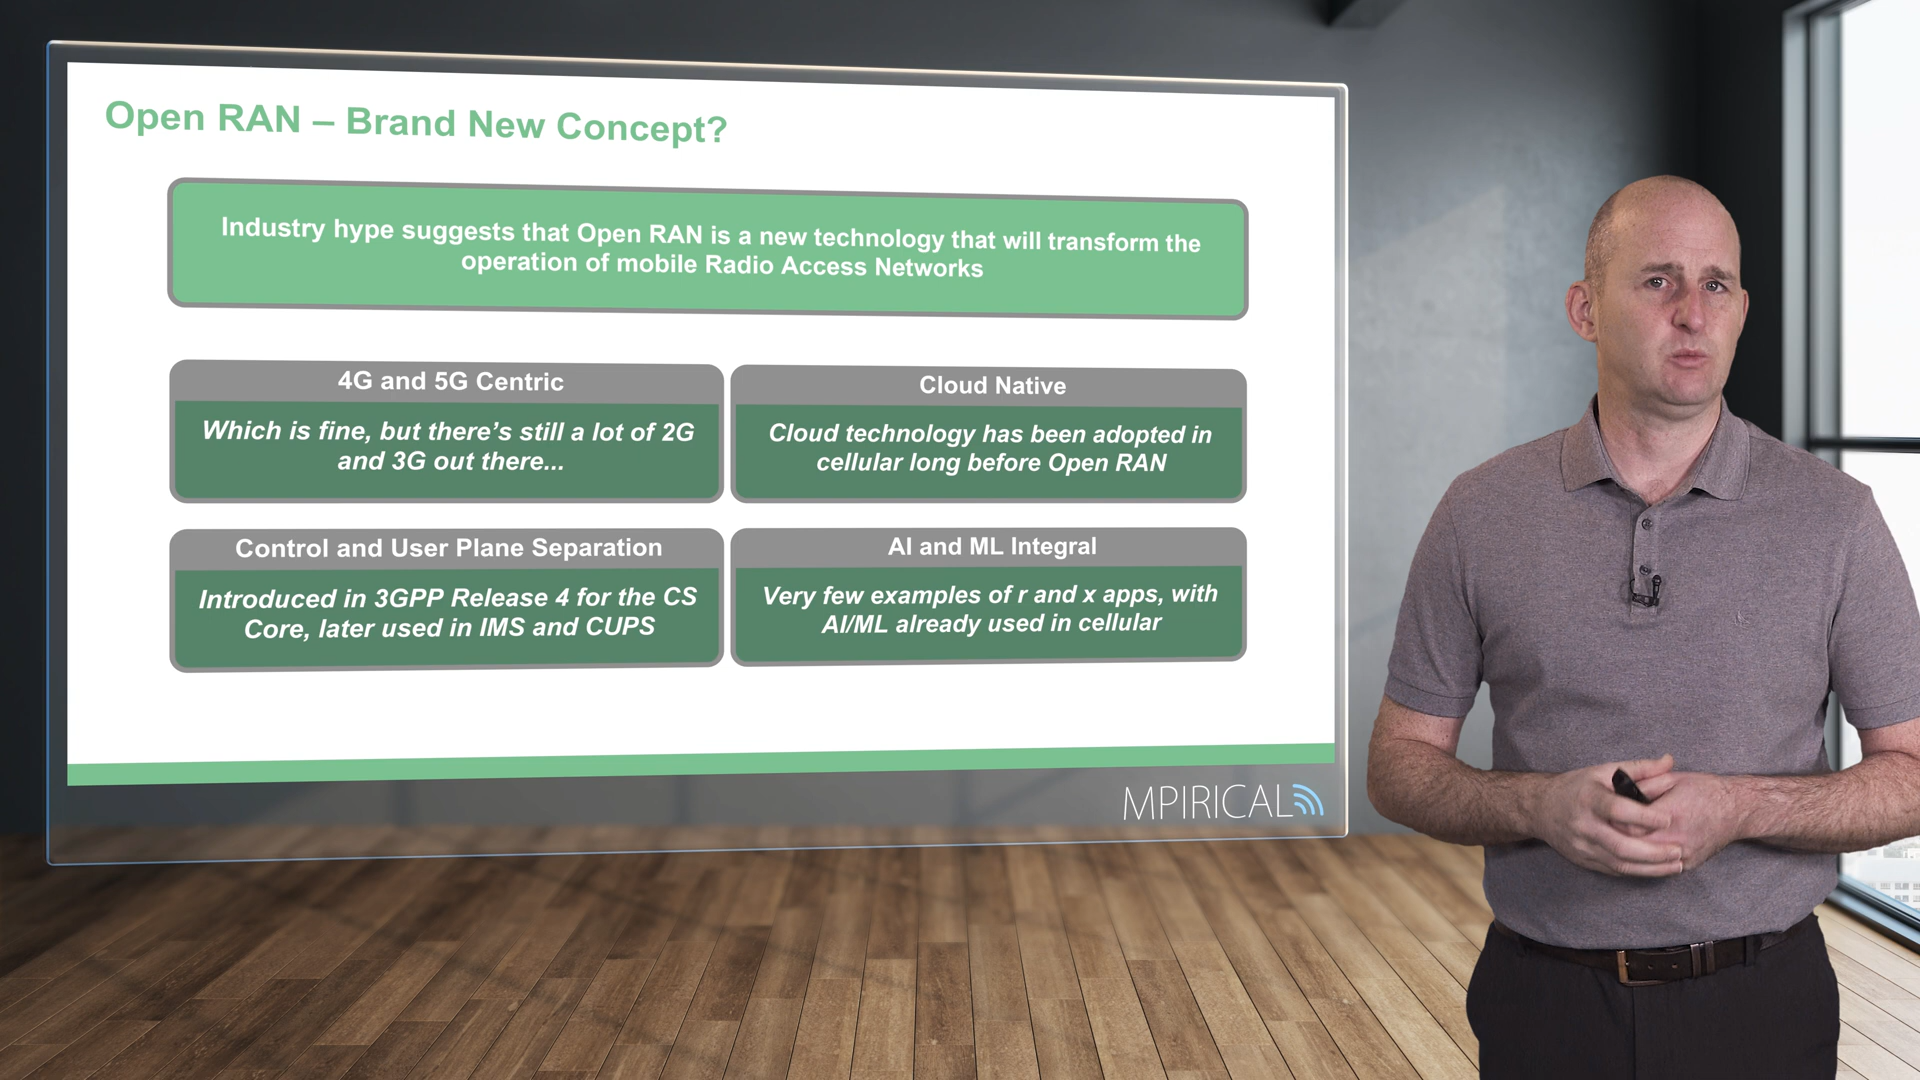 Open RAN – Brand New Concept?
Industry hype suggests that Open RAN is a new technology that will transform the
operation of mobile Radio Access Networks
4G and 5G Centric
Which is fine, but there’s still a lot of 2G
and 3G out there...
Cloud Native
Cloud technology has been adopted in
cellular long before Open RAN
Control and User Plane Separation
Introduced in 3GPP Release 4 for the CS
Core, later used in IMS and CUPS
AI and ML Integral
Very few examples of r and x apps, with
AI/ML already used in cellular
MPIRICAL